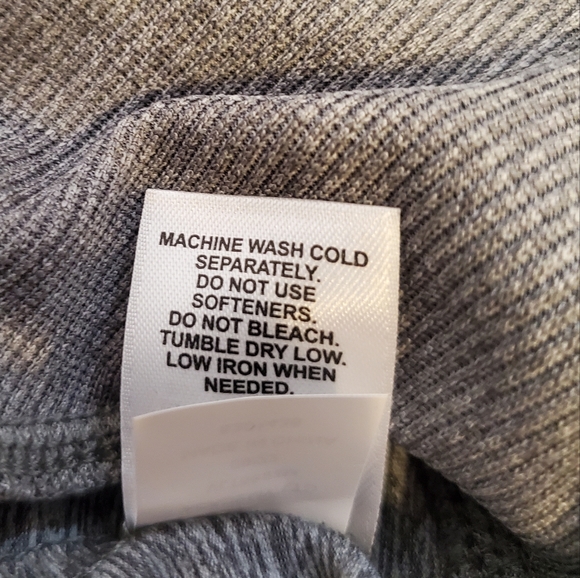 MACHINE WASH COLD
SEPARATELY.
DO NOT USE
SOFTENERS.
DO NOT BLEACH.
TUMBLE DRY LOW.
LOW IRON WHEN
NEEDED.